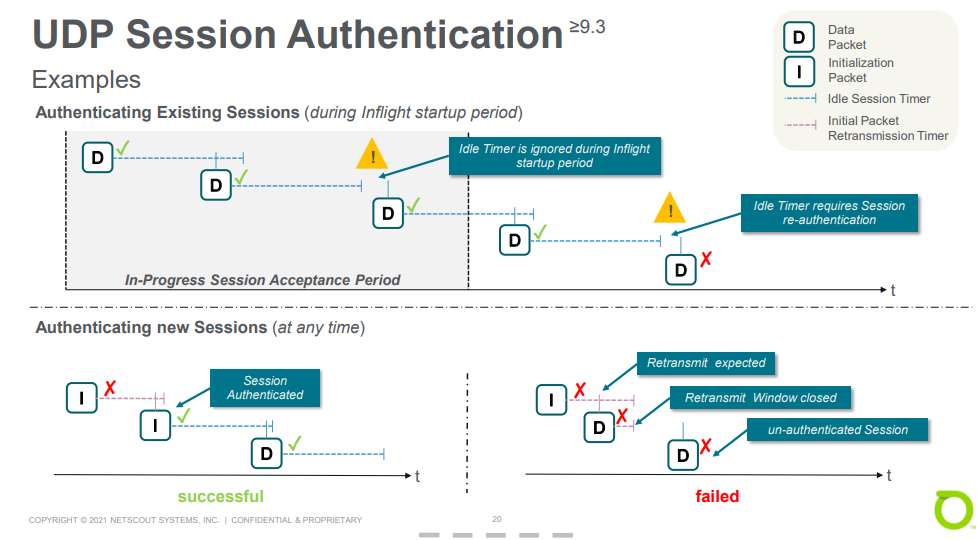 UDP Session Authentication ≥9.3
Examples
D Data
Packet
I Initialization
Packet
Idle Session Timer
Initial Packet
Retransmission Timer
Authenticating Existing Sessions (during Inflight startup period)
D
D
!
Idle Timer is ignored during Inflight
startup period
D
D
!
Idle Timer requires Session
re-authentication
D
In-Progress Session Acceptance Period
t
Authenticating new Sessions (at any time)
I
Session
Authenticated
I
D
t
successful
Retransmit expected
I
Retransmit Window closed
D
un-authenticated Session
D
t
failed
COPYRIGHT © 2021 NETSCOUT SYSTEMS, INC. | CONFIDENTIAL & PROPRIETARY
20